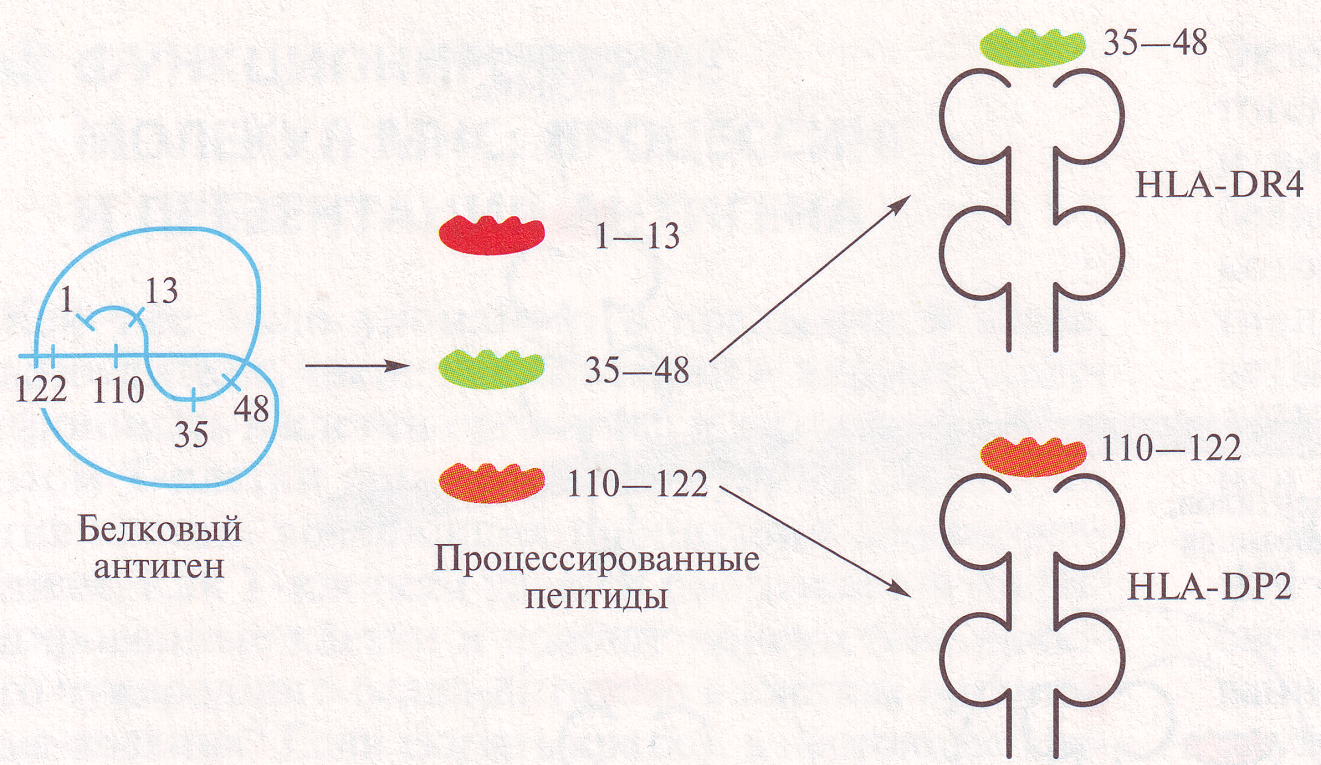 1
13
122
110
35
48
Белковый
антиген
1—13
35—48
110—122
Процессированные
пептиды
35—48
HLA-DR4
110—122
HLA-DP2